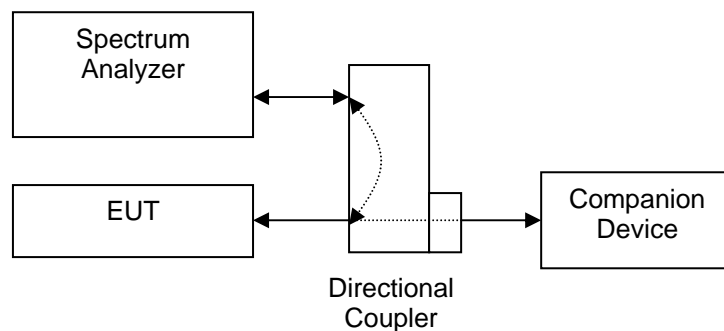 Spectrum
Analyzer
EUT
Companion
Device
Directional
Coupler